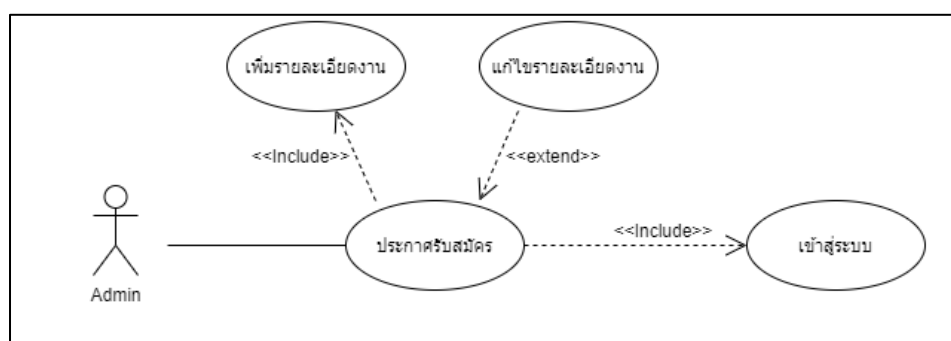 เพิ่มรายละเอียดงาน
แก้ไขรายละเอียดงาน
<<Include>>
<<extend>>
ประกาศรับสมัคร
<<Include>>
เข้าสู่ระบบ
Admin